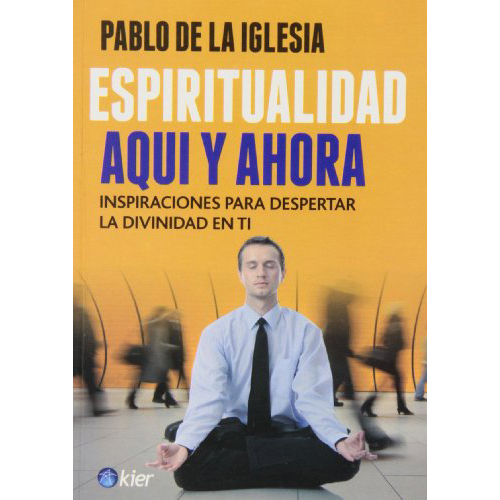 PABLO DE LA IGLESIA
ESPIRITUALIDAD
AQUI Y AHORA
INSPIRACIONES PARA DESPERTAR
LA DIVINIDAD EN TI
kier